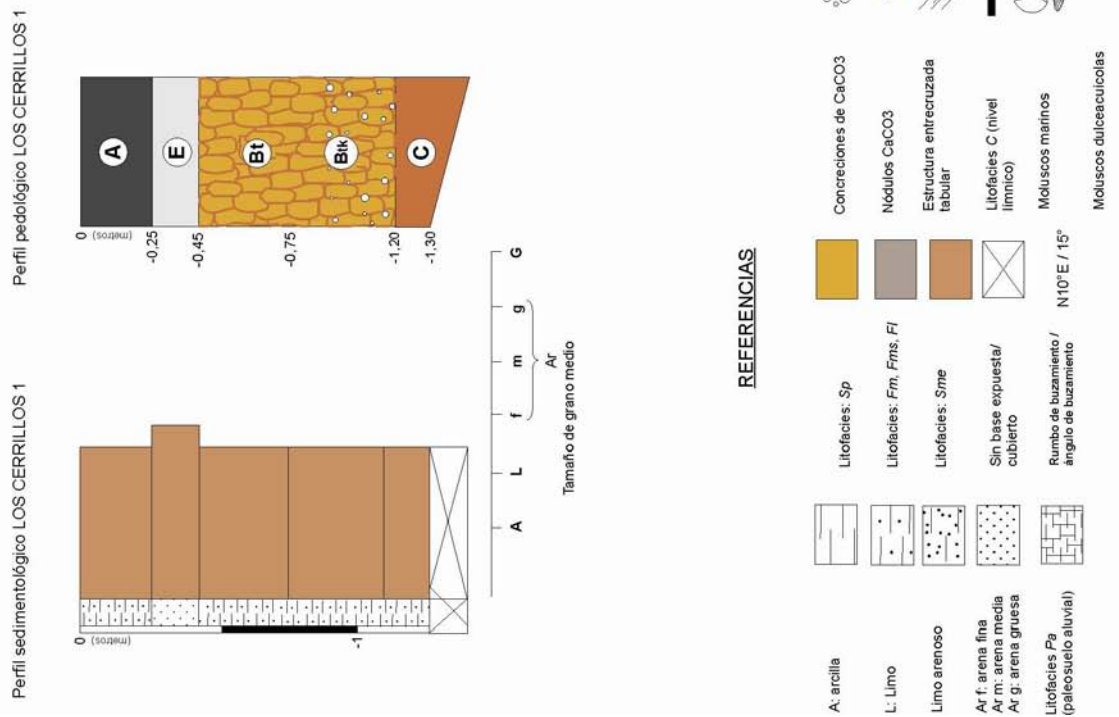 Perfil sedimentológico LOS CERRILLOS 1
0
(metros)
-1
A
L
f
m
g
G
Ar
Tamaño de grano medio
Perfil pedológico LOS CERRILLOS 1
0
(metros)
-0,25
-0,45
-0,75
-1,20
-1,30
A
E
Bt
Btk
C
REFERENCIAS
A: arcilla
L: Limo
Limo arenoso
Ar f: arena fina
Ar m: arena media
Ar g: arena gruesa
Litofacies Pa
(paleosuelo aluvial)
Litofacies: Sp
Litofacies: Fm, Fms, Fl
Litofacies: Sme
Sin base expuesta/
cubierto
Rumbo de buzamiento /
ángulo de buzamiento
N10°E / 15°
Concreciones de CaCO3
Nódulos CaCO3
Estructura entrecruzada
tabular
Litofacies C (nivel
límnico)
Moluscos marinos
Moluscos dulceacuicolas